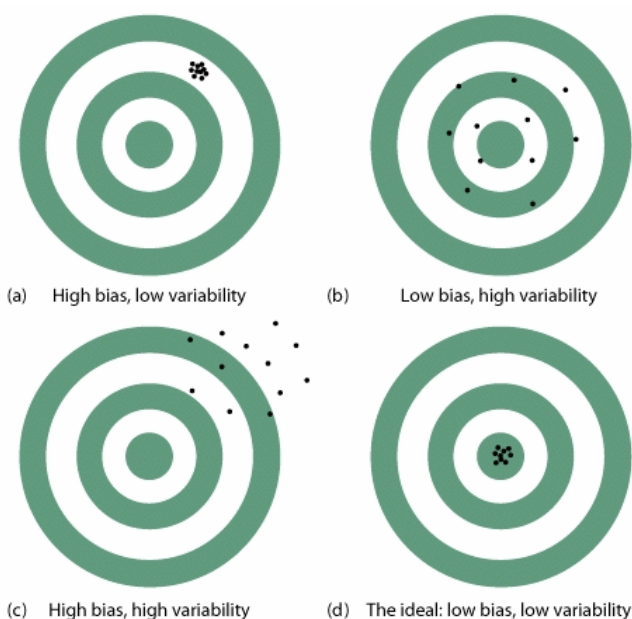 (a) High bias, low variability
(b) Low bias, high variability
(c) High bias, high variability
(d) The ideal: low bias, low variability